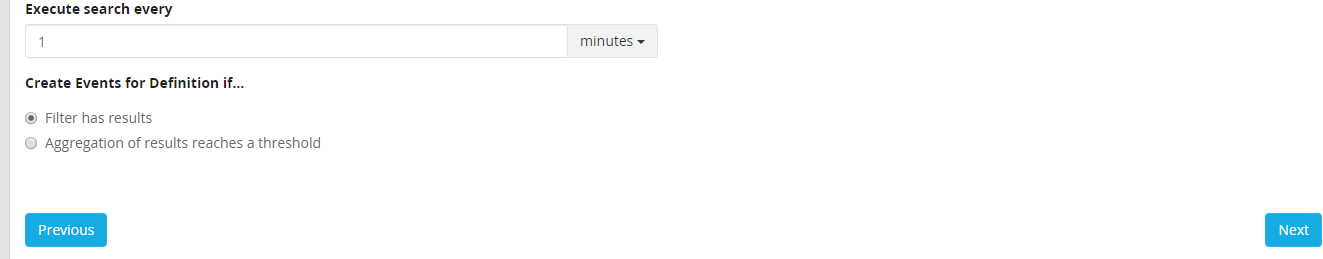 Execute search every
1
minutes
Create Events for Definition if...
Filter has results
Aggregation of results reaches a threshold
Previous
Next